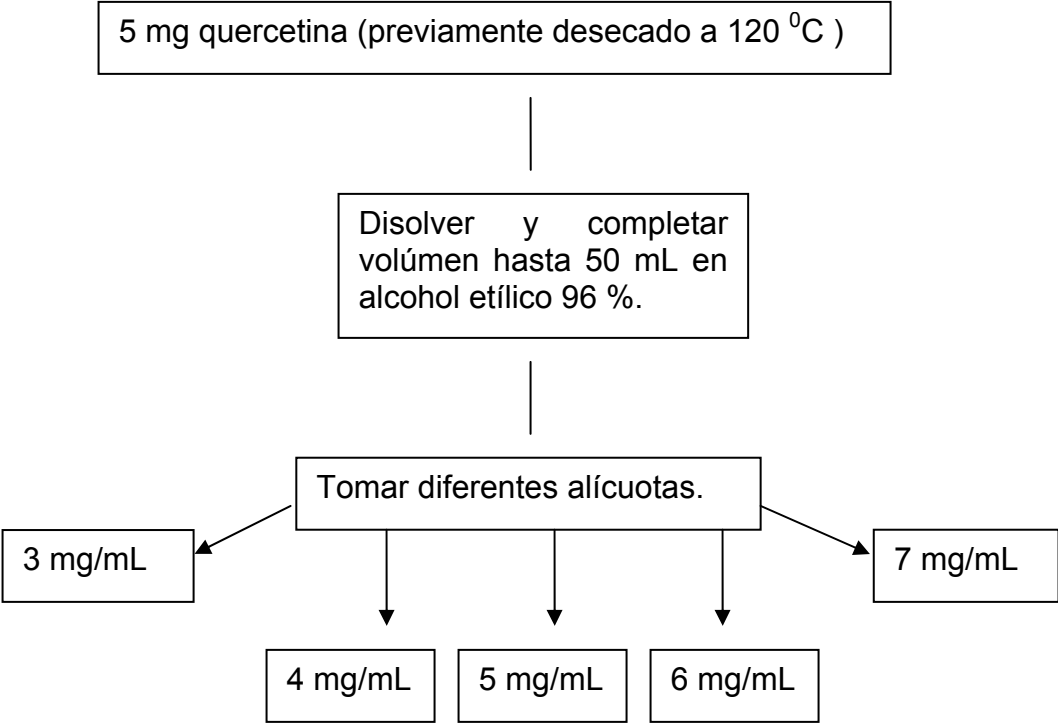 5 mg quercetina (previamente desecado a 120 ⁰C )
Disolver y completar
volúmen hasta 50 mL en
alcohol etílico 96 %.
Tomar diferentes alícuotas.
3 mg/mL
7 mg/mL
4 mg/mL
5 mg/mL
6 mg/mL